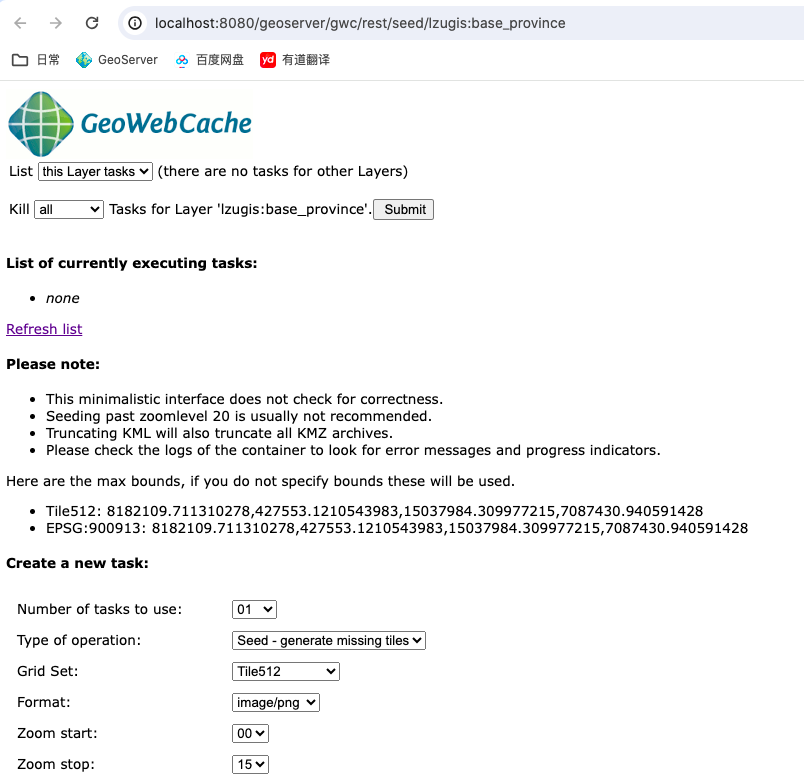 localhost:8080/geoserver/gwc/rest/seed/lzugis:base_province
日常 GeoServer 百度网盘 yd 有道翻译
GeoWebCache
List this Layer tasks (there are no tasks for other Layers)
Kill all Tasks for Layer 'lzugis:base_province'. Submit
List of currently executing tasks:
• none
Refresh list
Please note:
• This minimalistic interface does not check for correctness.
• Seeding past zoomlevel 20 is usually not recommended.
• Truncating KML will also truncate all KMZ archives.
• Please check the logs of the container to look for error messages and progress indicators.
Here are the max bounds, if you do not specify bounds these will be used.
• Tile512: 8182109.711310278,427553.1210543983,15037984.309977215,7087430.940591428
• EPSG:900913: 8182109.711310278,427553.1210543983,15037984.309977215,7087430.940591428
Create a new task:
Number of tasks to use: 01
Type of operation: Seed - generate missing tiles
Grid Set: Tile512
Format: image/png
Zoom start: 00
Zoom stop: 15